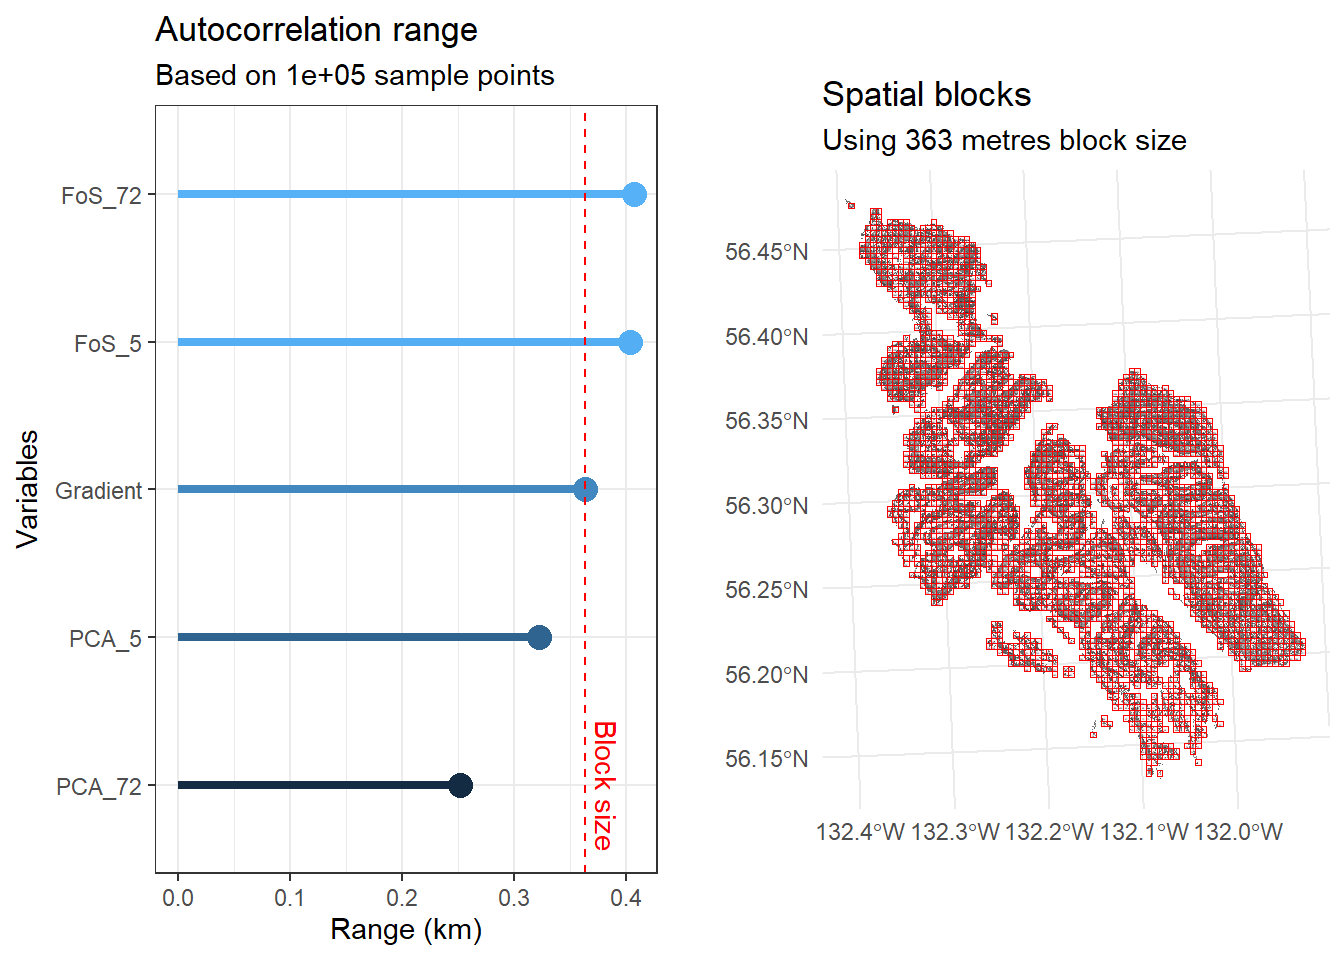 Autocorrelation range
Based on 1e+05 sample points
FoS_72
FoS_5
Gradient
PCA_5
PCA_72
Variables
Block size
0.0 0.1 0.2 0.3 0.4
Range (km)
Spatial blocks
Using 363 metres block size
56.45°N
56.40°N
56.35°N
56.30°N
56.25°N
56.20°N
56.15°N
132.4°W 132.3°W 132.2°W 132.1°W 132.0°W